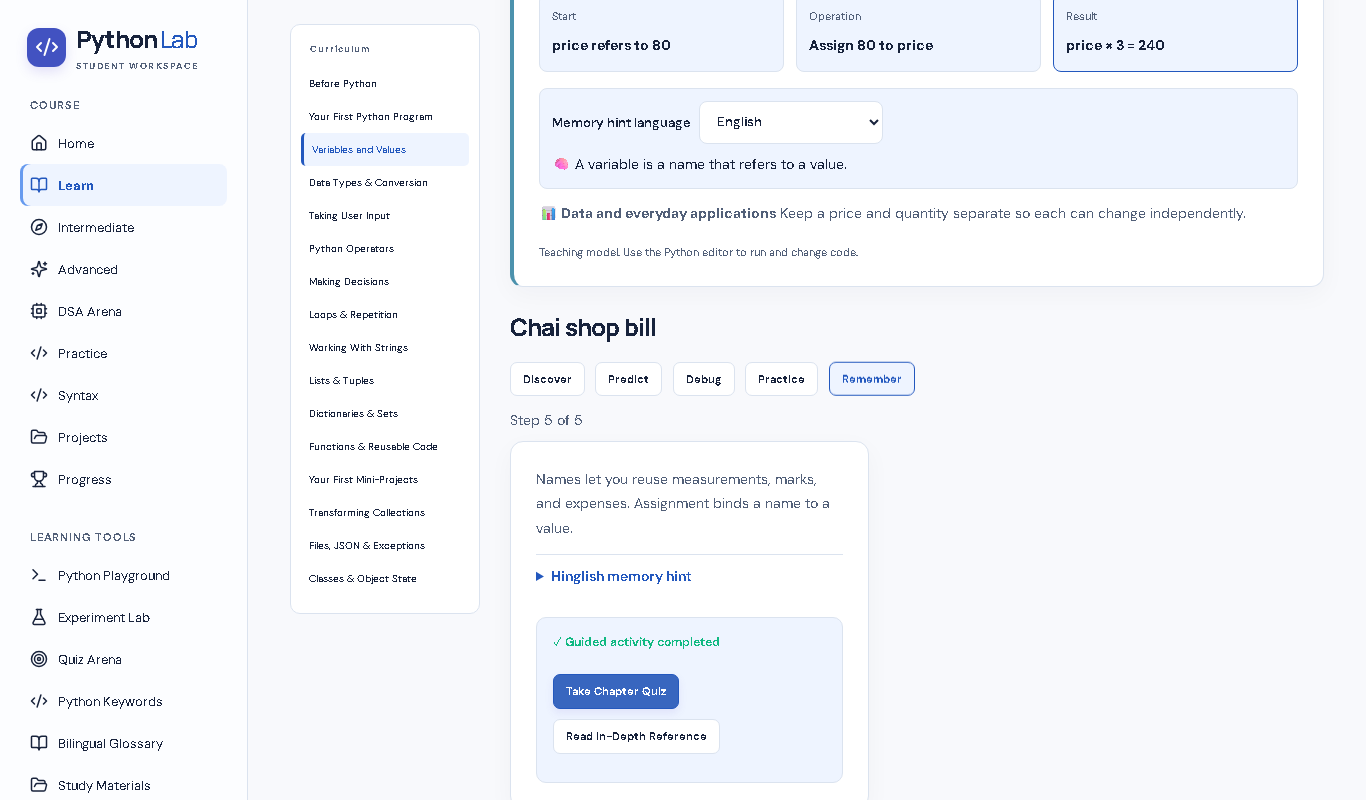 PythonLab
STUDENT WORKSPACE
COURSE
Home
Learn
Intermediate
Advanced
DSA Arena
Practice
Syntax
Projects
Progress
LEARNING TOOLS
Python Playground
Experiment Lab
Quiz Arena
Python Keywords
Bilingual Glossary
Study Materials
Curriculum
Before Python
Your First Python Program
Variables and Values
Data Types & Conversion
Taking User Input
Python Operators
Making Decisions
Loops & Repetition
Working With Strings
Lists & Tuples
Dictionaries & Sets
Functions & Reusable Code
Your First Mini-Projects
Transforming Collections
Files, JSON & Exceptions
Classes & Object State
Start
price refers to 80
Operation
Assign 80 to price
Result
price × 3 = 240
Memory hint language English
🧠 A variable is a name that refers to a value.
📊 Data and everyday applications Keep a price and quantity separate so each can change independently.
Teaching model. Use the Python editor to run and change code.
Chai shop bill
Discover Predict Debug Practice Remember
Step 5 of 5
Names let you reuse measurements, marks,
and expenses. Assignment binds a name to a
value.
▶ Hinglish memory hint
✓ Guided activity completed
Take Chapter Quiz
Read In-Depth Reference